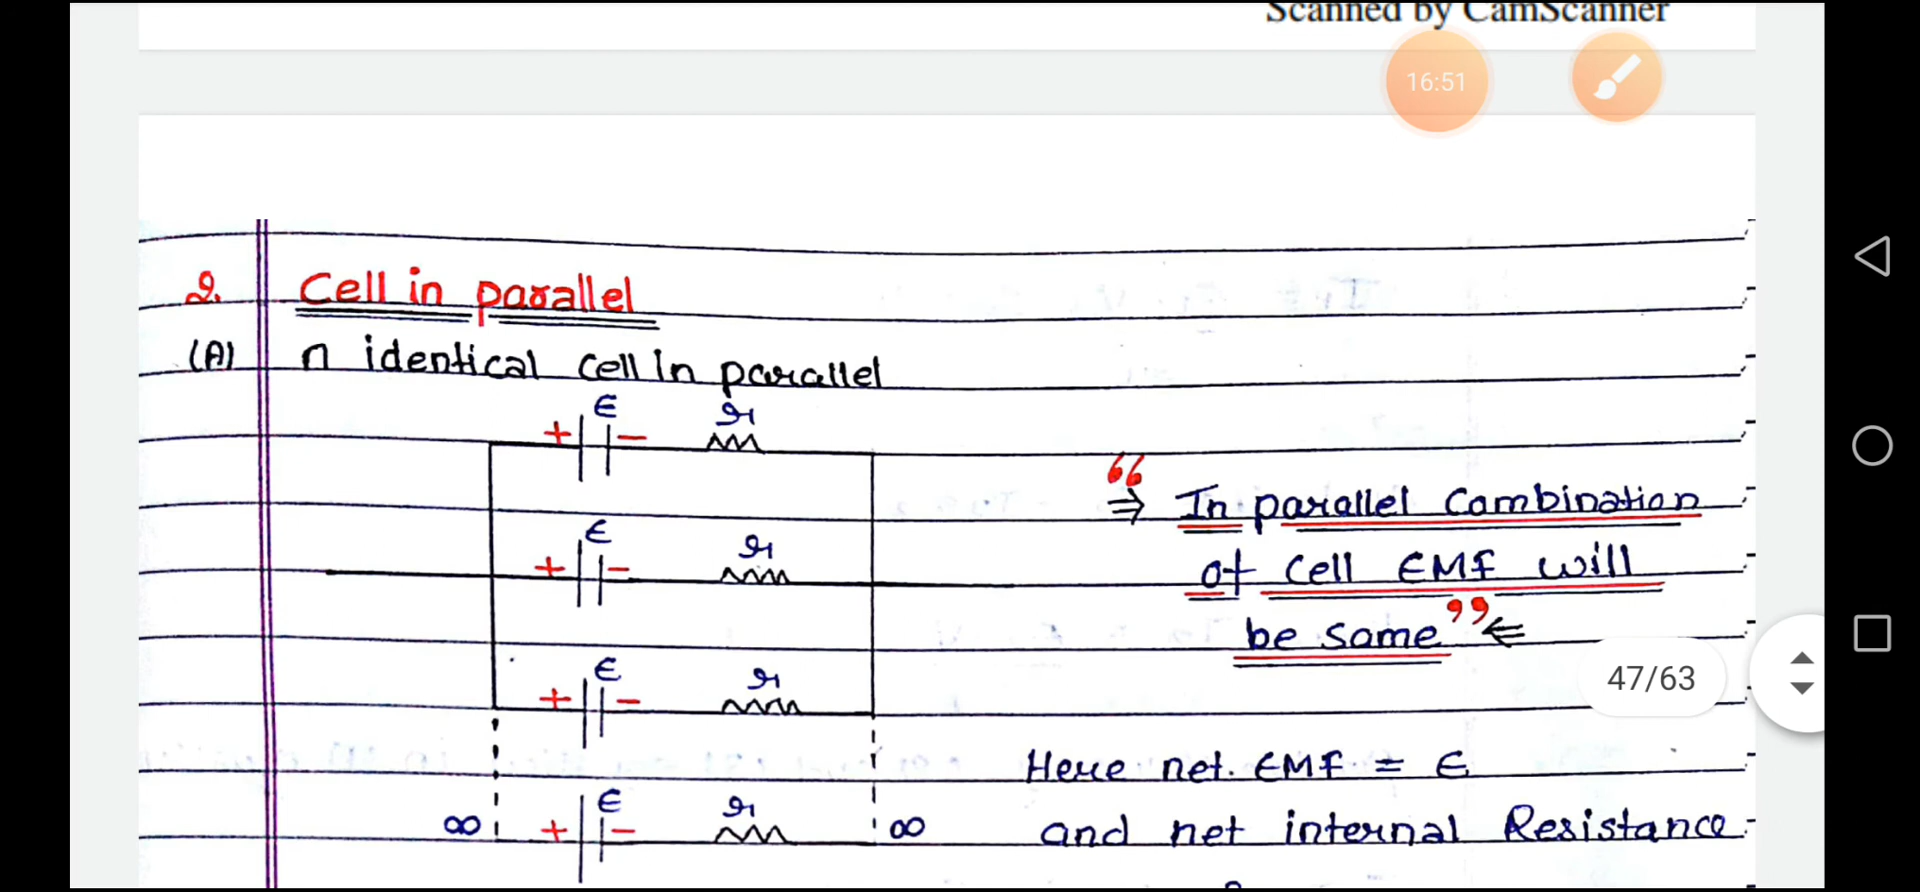 Scanned by CamScanner
16:51
2. Cell in parallel
(A) n identical cell in parallel
ε r
+ -
“
⇒ In parallel Combination
ε r
+ -
of cell EMF will
be same ” ⇐
47/63
ε r
+ -
Here net. EMF = ε
ε r
∞ + - ∞
and net internal Resistance